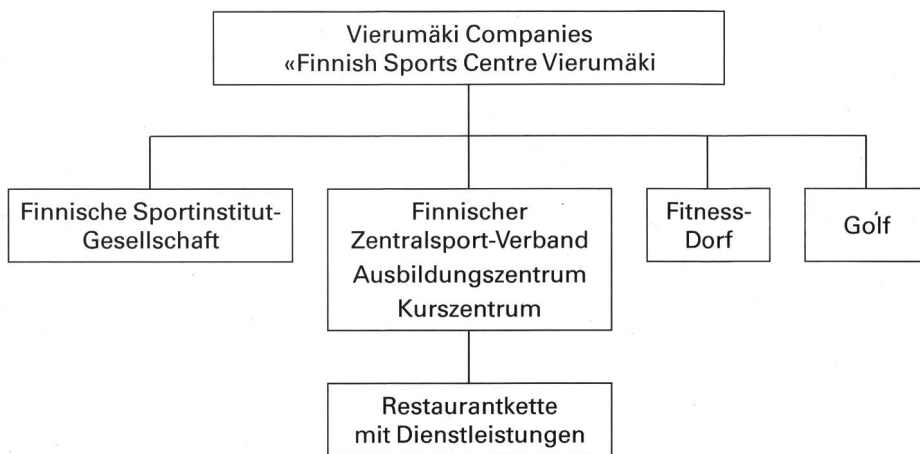 Vierumäki Companies
«Finnish Sports Centre Vierumäki
Finnische Sportinstitut-
Gesellschaft
Finnischer
Zentralsport-Verband
Ausbildungszentrum
Kurszentrum
Fitness-
Dorf
Golf
Restaurantkette
mit Dienstleistungen